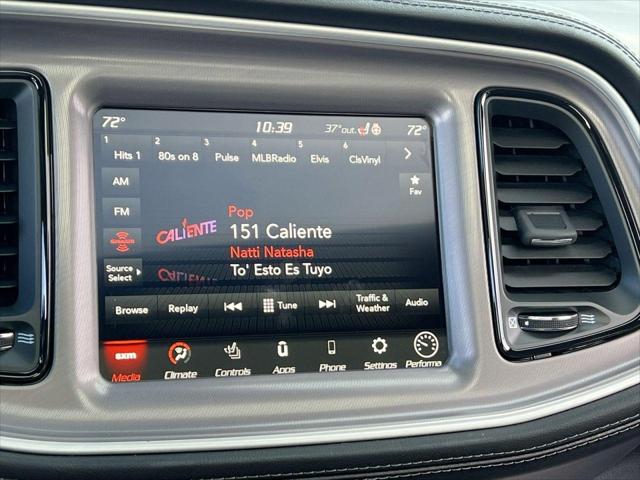 72° 10:39 37° out. 72°
1 2 3 4 5 6
Hits 1 80s on 8 Pulse MLBRadio Elvis ClsVinyl
AM
Fav
FM
CALIENTE
Pop
151 Caliente
Natti Natasha
To' Esto Es Tuyo
Source
Select
Browse Replay Tune Traffic & Weather Audio
sxm
Media Climate Controls Apps Phone Settings Performa